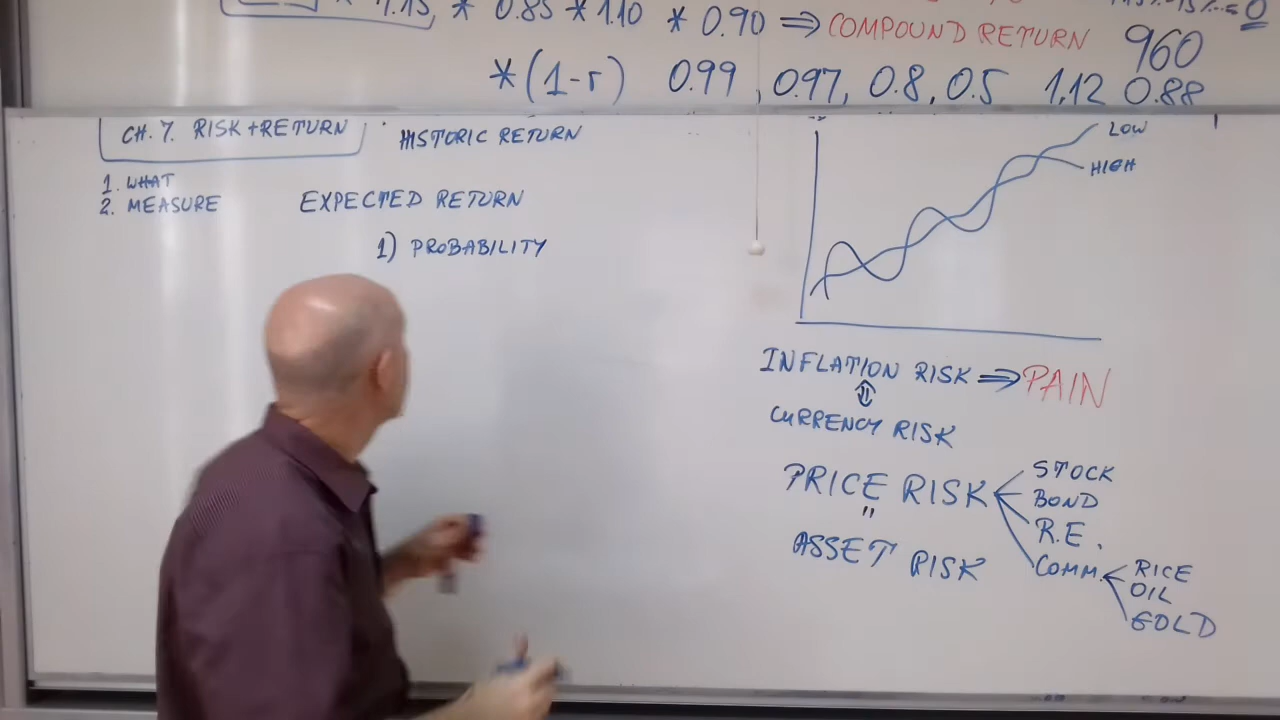 * 1.15, * 0.85 * 1.10 * 0.90 ⇒ COMPOUND RETURN 960
0
*(1-r) 0.99, 0.97, 0.8, 0.5 1,12 0.88
CH. 7. RISK + RETURN
HISTORIC RETURN
1. WHAT
2. MEASURE
EXPECTED RETURN
1) PROBABILITY
LOW
HIGH
INFLATION RISK ⇒ PAIN
CURRENCY RISK
PRICE RISK
"
ASSET RISK
STOCK
BOND
R.E.
COMM.
RICE
OIL
GOLD